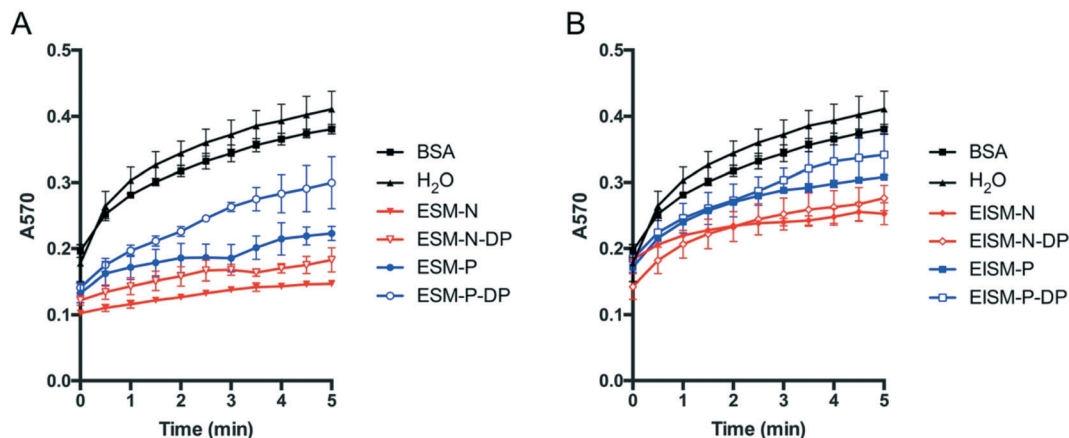 A
0.5
0.4
0.3
0.2
0.1
0.0
A570
0 1 2 3 4 5
Time (min)
BSA
H₂O
ESM-N
ESM-N-DP
ESM-P
ESM-P-DP
B
0.5
0.4
0.3
0.2
0.1
0.0
A570
0 1 2 3 4 5
Time (min)
BSA
H₂O
EISM-N
EISM-N-DP
EISM-P
EISM-P-DP